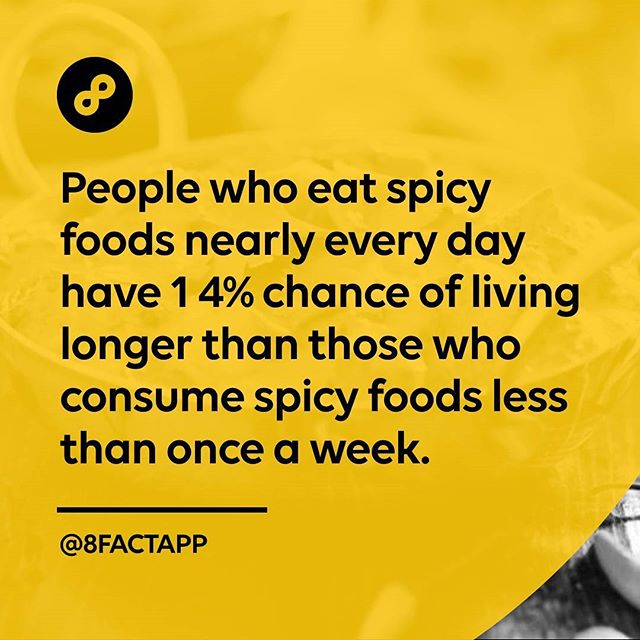 People who eat spicy
foods nearly every day
have 1 4% chance of living
longer than those who
consume spicy foods less
than once a week.
@8FACTAPP